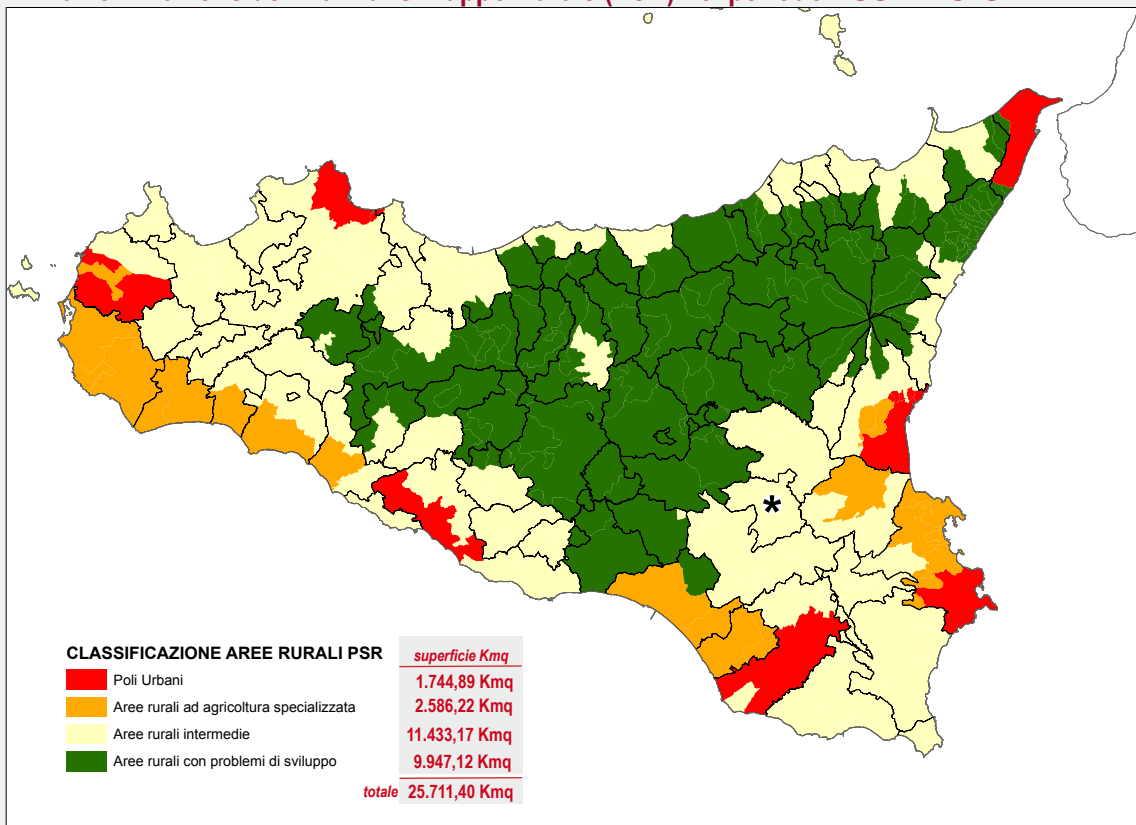 CLASSIFICAZIONE AREE RURALI PSR
superficie Kmq
Poli Urbani 1.744,89 Kmq
Aree rurali ad agricoltura specializzata 2.586,22 Kmq
Aree rurali intermedie 11.433,17 Kmq
Aree rurali con problemi di sviluppo 9.947,12 Kmq
totale 25.711,40 Kmq
*